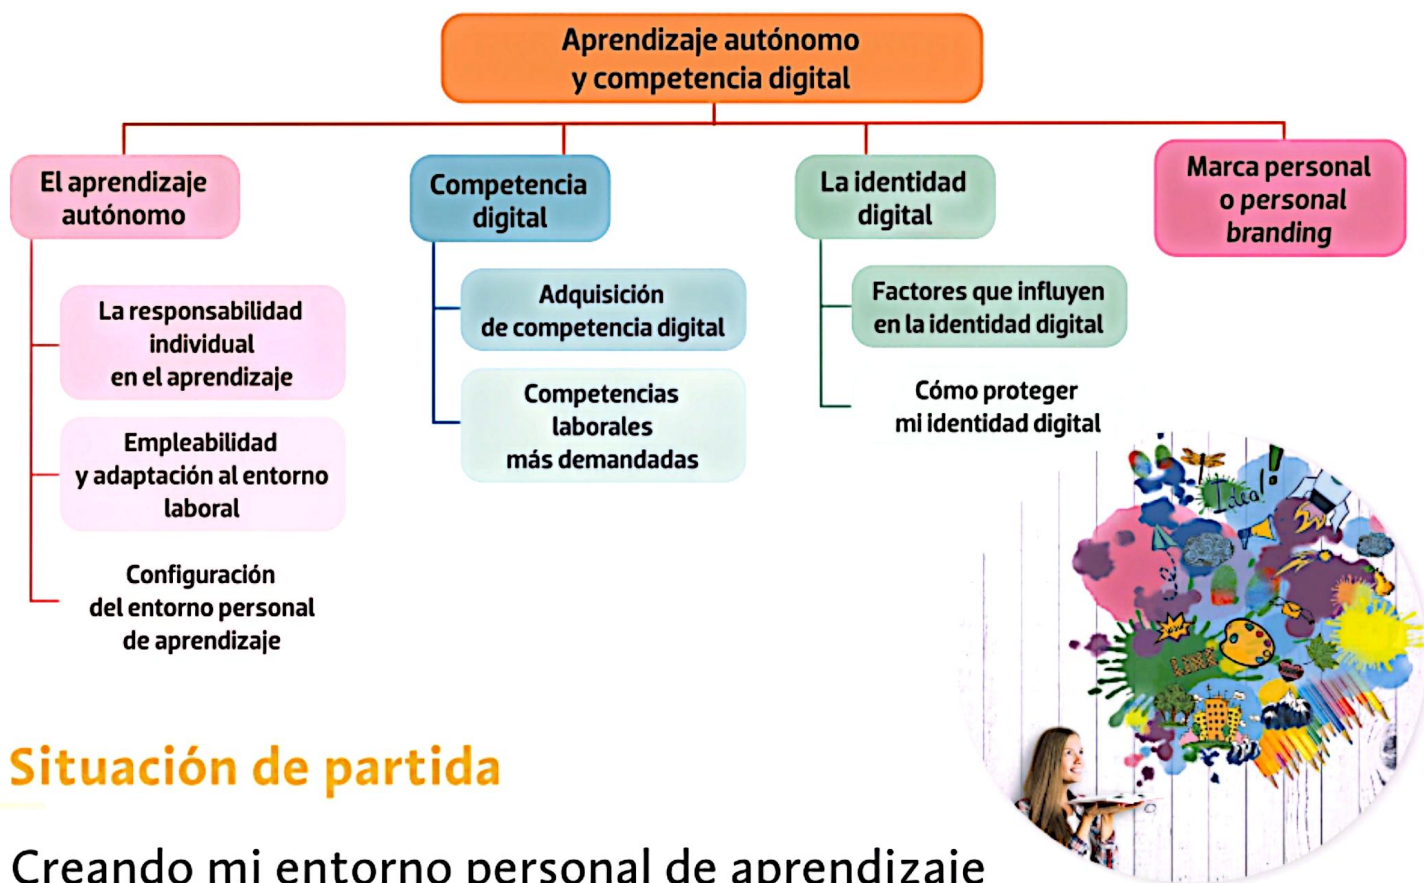 Aprendizaje autónomo
y competencia digital
El aprendizaje
autónomo
La responsabilidad
individual
en el aprendizaje
Empleabilidad
y adaptación al entorno
laboral
Configuración
del entorno personal
de aprendizaje
Competencia
digital
Adquisición
de competencia digital
Competencias
laborales
más demandadas
La identidad
digital
Factores que influyen
en la identidad digital
Cómo proteger
mi identidad digital
Marca personal
o personal
branding
Idea!
Situación de partida
Creando mi entorno personal de aprendizaje